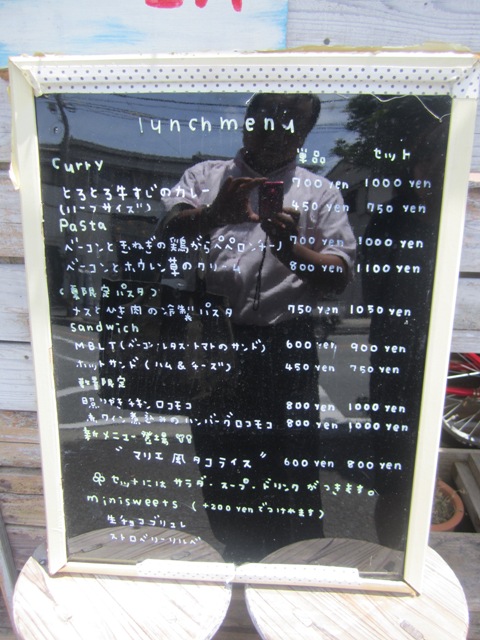 lunchmenu
単品 セット
Curry
とろとろ牛すじのカレー 700 yen 1000 yen
(ハーフサイズ) 450 yen 750 yen
Pasta
ベーコンと玉ねぎの鶏がらペペロンチーノ 700 yen 1000 yen
ベーコンとホウレン草のクリーム 800 yen 1100 yen
(夏限定パスタ)
ナスとひき肉の冷製パスタ 750 yen 1050 yen
Sandwich
MBLT(ベーコン・レタス・トマトのサンド) 600 yen 900 yen
ホットサンド(ハム&チーズ) 450 yen 750 yen
数量限定
照りやきチキンロコモコ 800 yen 1000 yen
赤ワイン煮込みのハンバーグロコモコ 800 yen 1000 yen
新メニュー登場
"マリエ風タコライス" 600 yen 800 yen
セットにはサラダ・スープ・ドリンクがつきます。
minisweets (+200 yenでつけれます)
生チョコブリュレ
ストロベリーリルベ